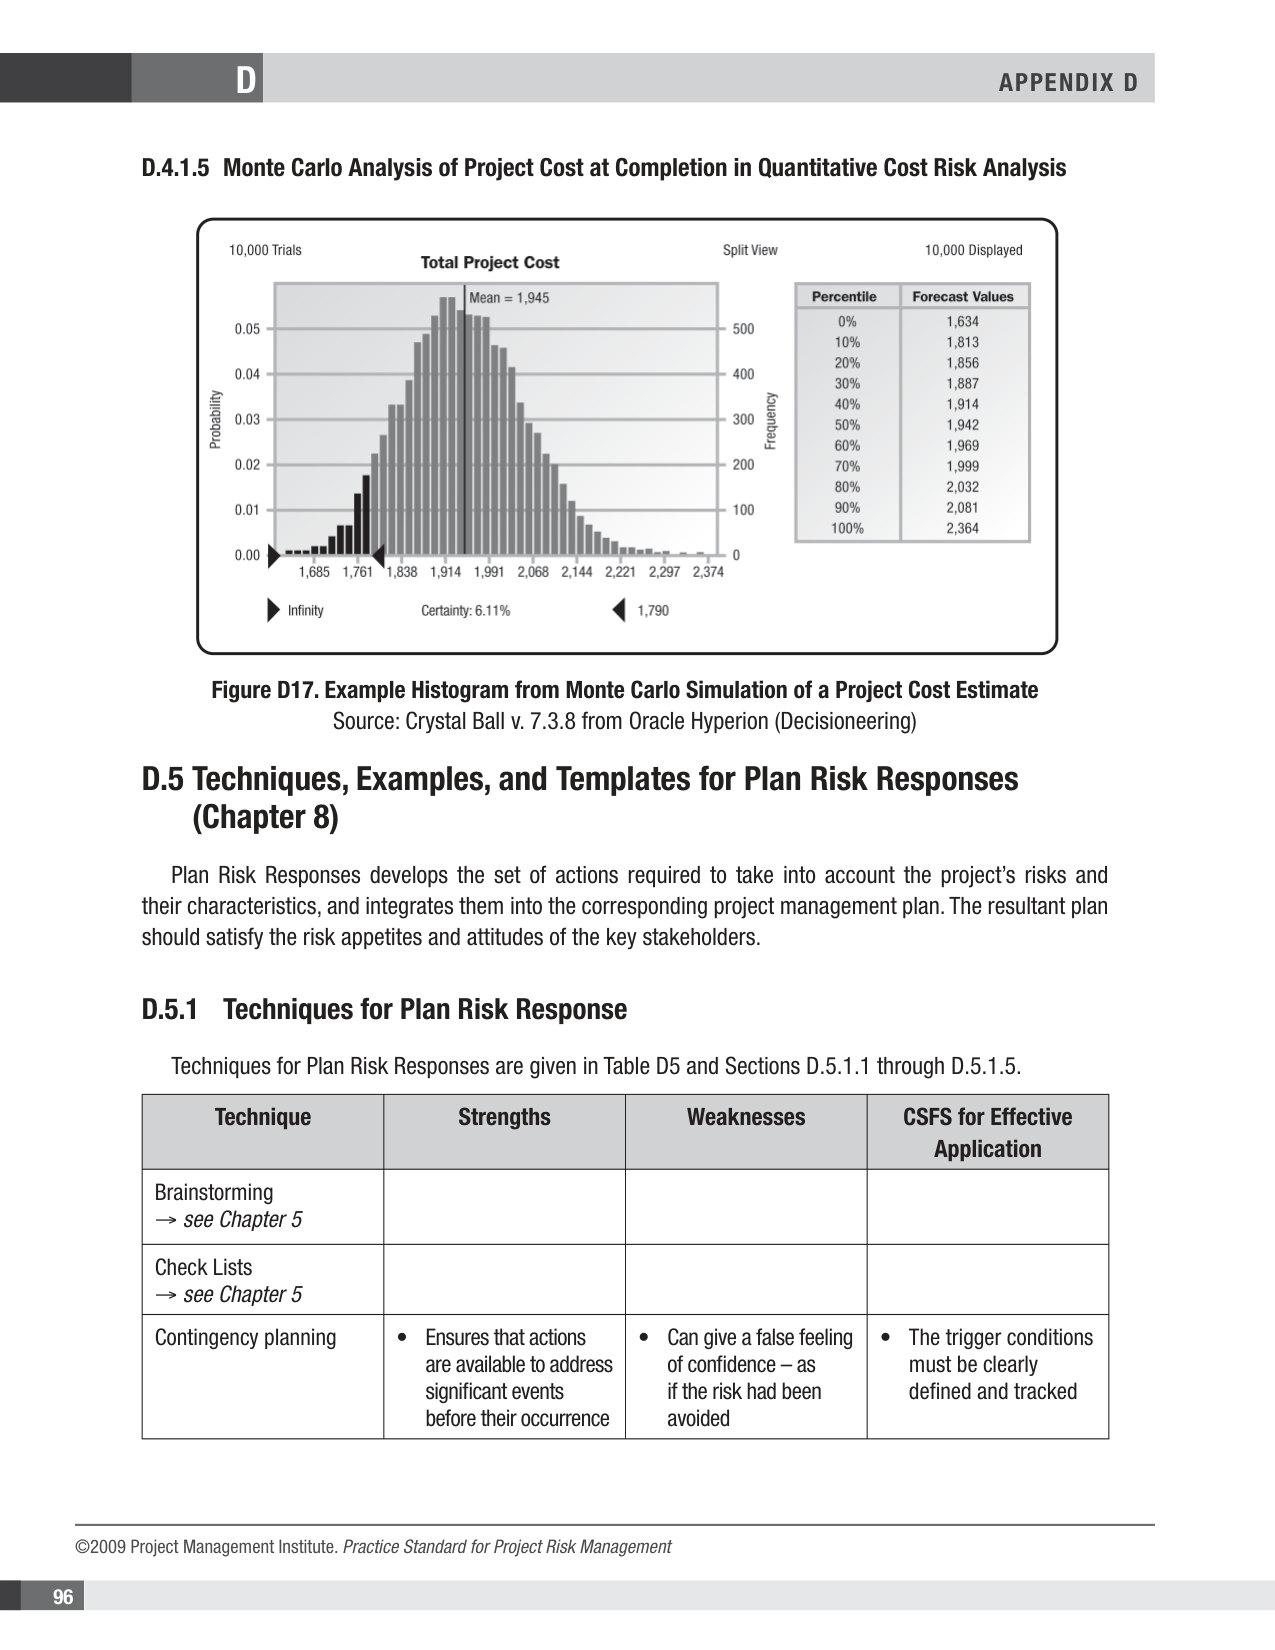 D
APPENDIX D
D.4.1.5 Monte Carlo Analysis of Project Cost at Completion in Quantitative Cost Risk Analysis
10,000 Trials
Split View
10,000 Displayed
Total Project Cost
Mean = 1,945
Probability
0.05
0.04
0.03
0.02
0.01
0.00
500
400
300
200
100
0
Frequency
1,685 1,761 1,838 1,914 1,991 2,068 2,144 2,221 2,297 2,374
Infinity
Certainty: 6.11%
1,790
Percentile Forecast Values
0% 1,634
10% 1,813
20% 1,856
30% 1,887
40% 1,914
50% 1,942
60% 1,969
70% 1,999
80% 2,032
90% 2,081
100% 2,364
Figure D17. Example Histogram from Monte Carlo Simulation of a Project Cost Estimate
Source: Crystal Ball v. 7.3.8 from Oracle Hyperion (Decisioneering)
D.5 Techniques, Examples, and Templates for Plan Risk Responses
(Chapter 8)
Plan Risk Responses develops the set of actions required to take into account the project’s risks and
their characteristics, and integrates them into the corresponding project management plan. The resultant plan
should satisfy the risk appetites and attitudes of the key stakeholders.
D.5.1 Techniques for Plan Risk Response
Techniques for Plan Risk Responses are given in Table D5 and Sections D.5.1.1 through D.5.1.5.
Technique
Strengths
Weaknesses
CSFS for Effective
Application
Brainstorming
→ see Chapter 5
Check Lists
→ see Chapter 5
Contingency planning
• Ensures that actions
are available to address
significant events
before their occurrence
• Can give a false feeling
of confidence – as
if the risk had been
avoided
• The trigger conditions
must be clearly
defined and tracked
©2009 Project Management Institute. Practice Standard for Project Risk Management
96